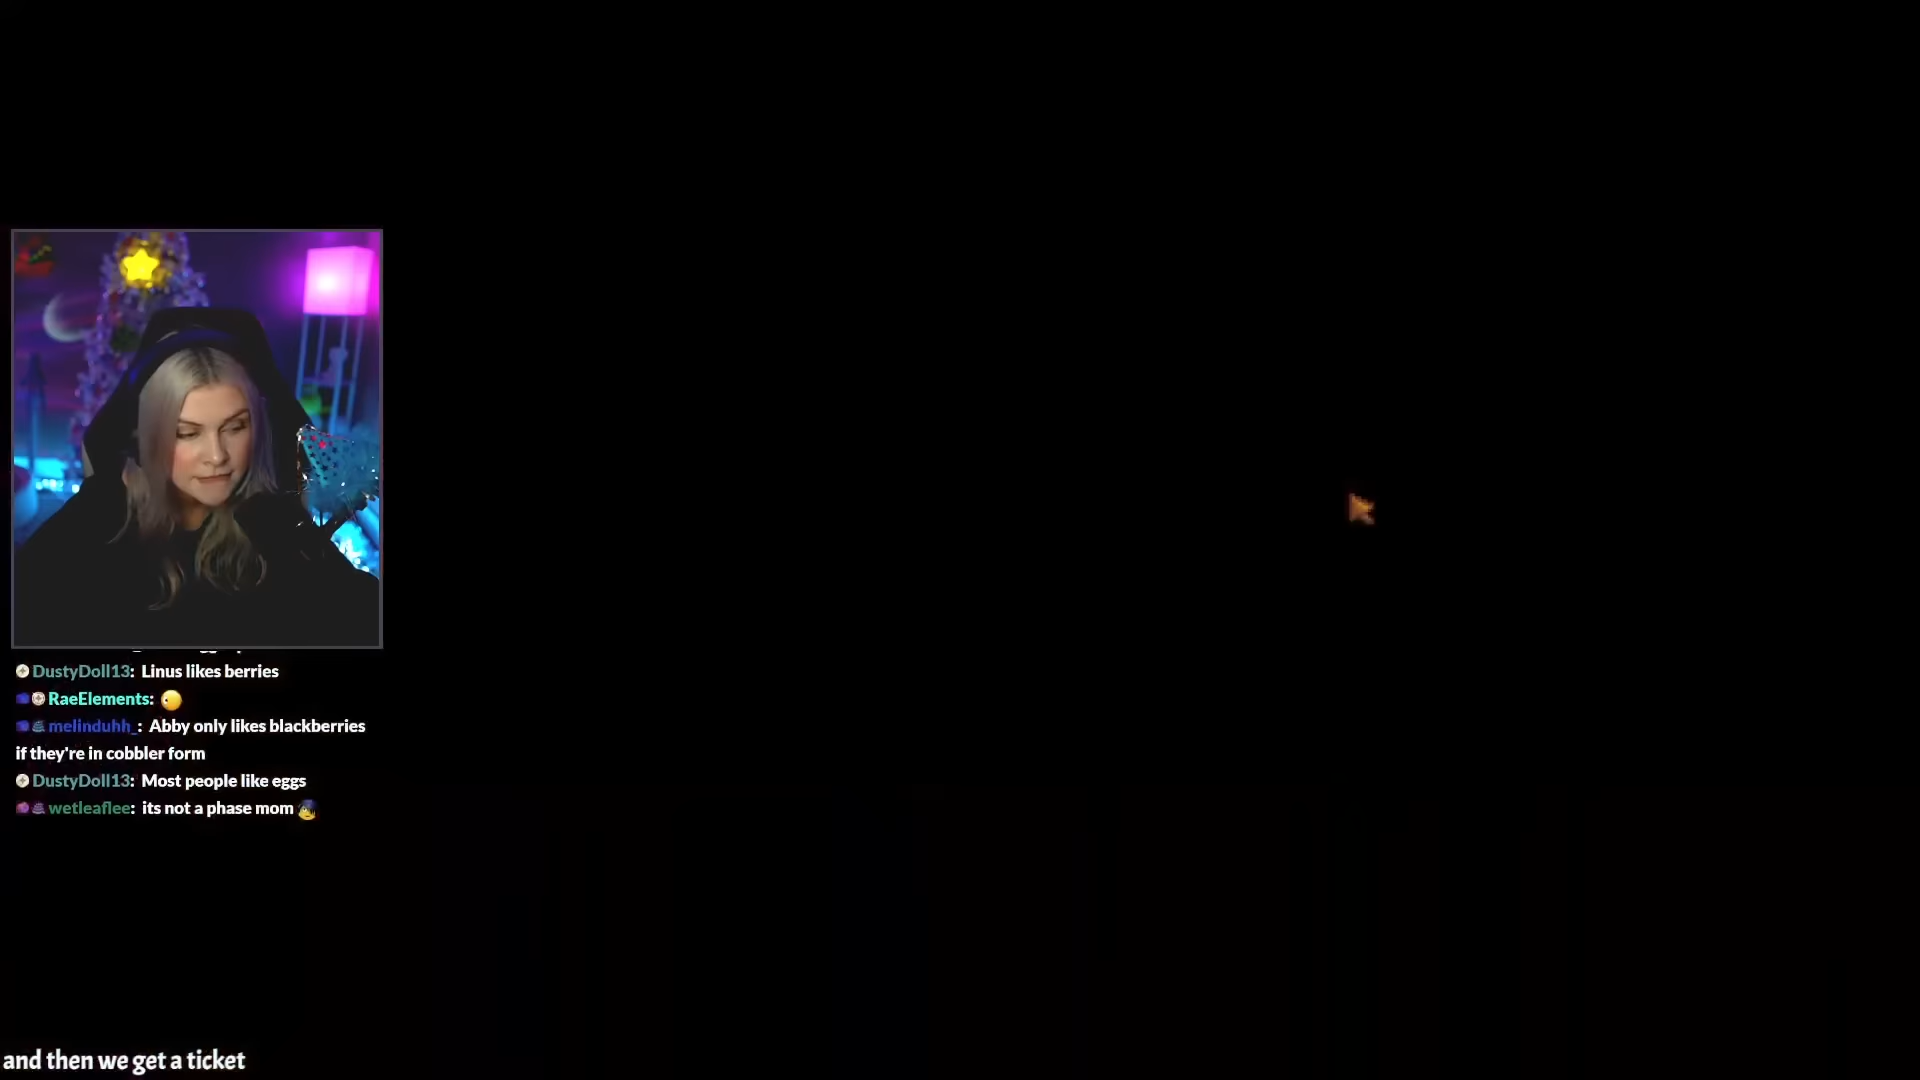 DustyDoll13: Linus likes berries
RaeElements:
melinduhh_: Abby only likes blackberries
if they're in cobbler form
DustyDoll13: Most people like eggs
wetleaflee: its not a phase mom
and then we get a ticket